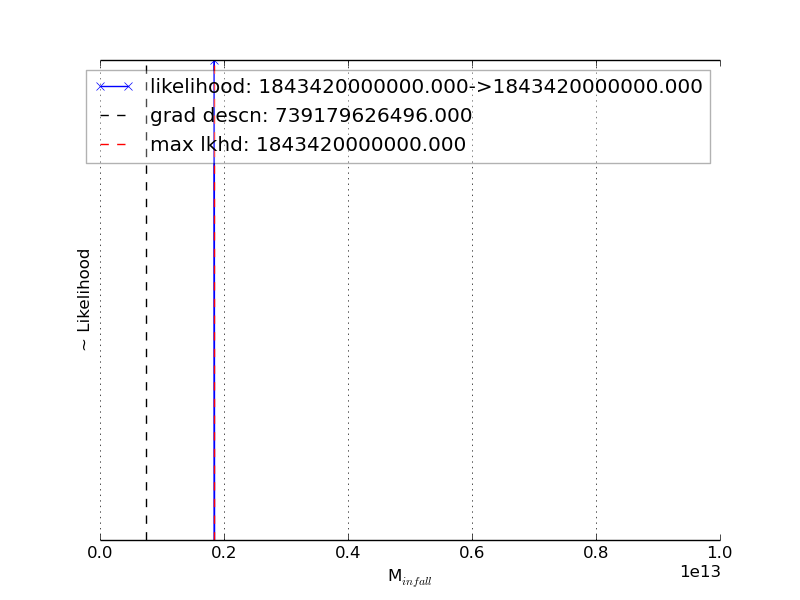 likelihood: 1843420000000.000->1843420000000.000
grad descn: 739179626496.000
max lkhd: 1843420000000.000
~ Likelihood
0.0 0.2 0.4 0.6 0.8 1.0
1e13
M_infall